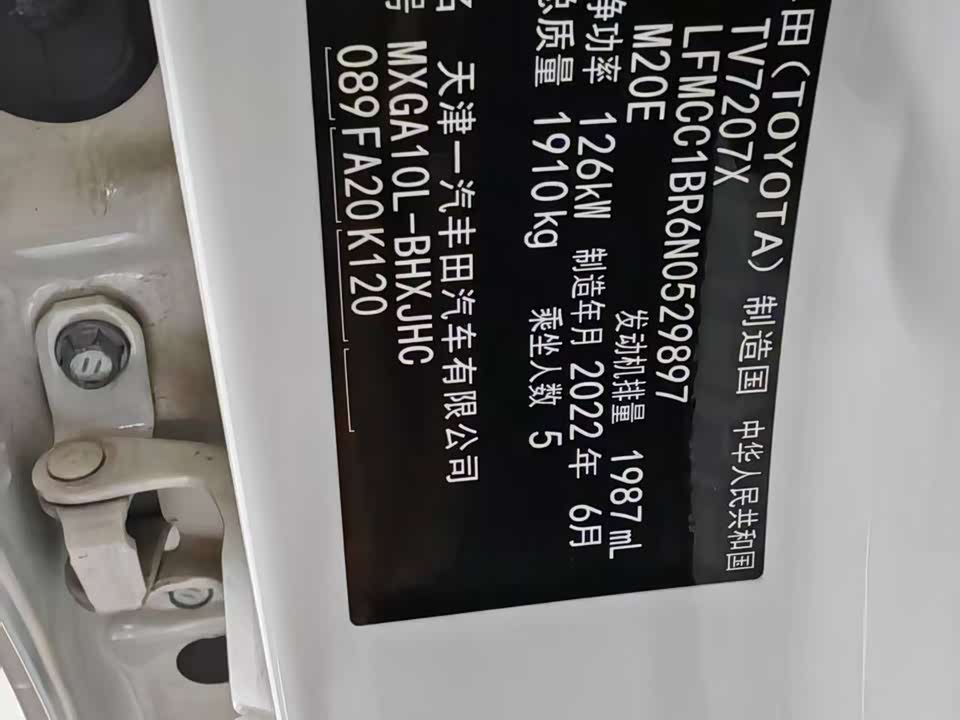 田(TOYOTA) 制造国 中华人民共和国
TV7207X
LFMCC1BR6N0529897
M20E 发动机排量 1987mL
净功率 126kW 制造年月 2022年 6月
总质量 1910kg 乘坐人数 5
天津一汽丰田汽车有限公司
MXGA10L-BHXJHC
089 FA20 K120